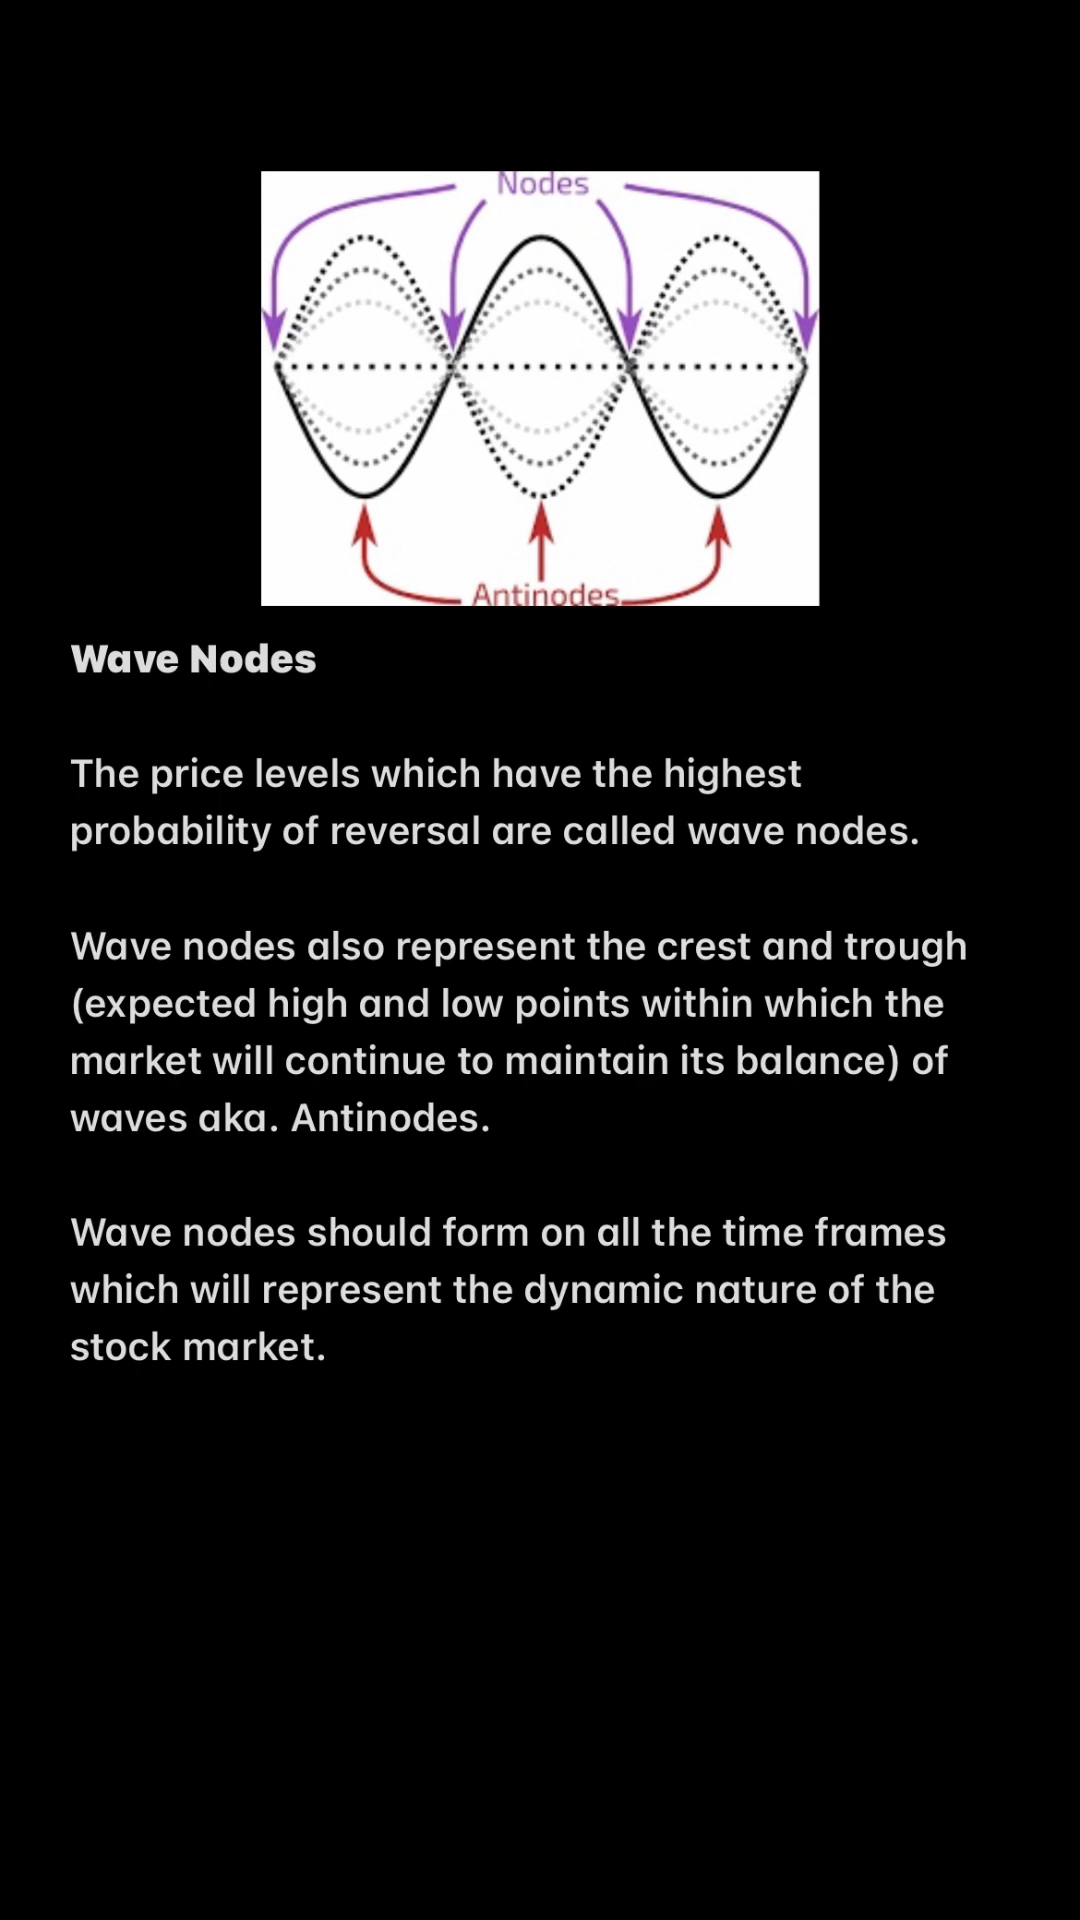 Nodes
Antinodes
Wave Nodes
The price levels which have the highest
probability of reversal are called wave nodes.
Wave nodes also represent the crest and trough
(expected high and low points within which the
market will continue to maintain its balance) of
waves aka. Antinodes.
Wave nodes should form on all the time frames
which will represent the dynamic nature of the
stock market.